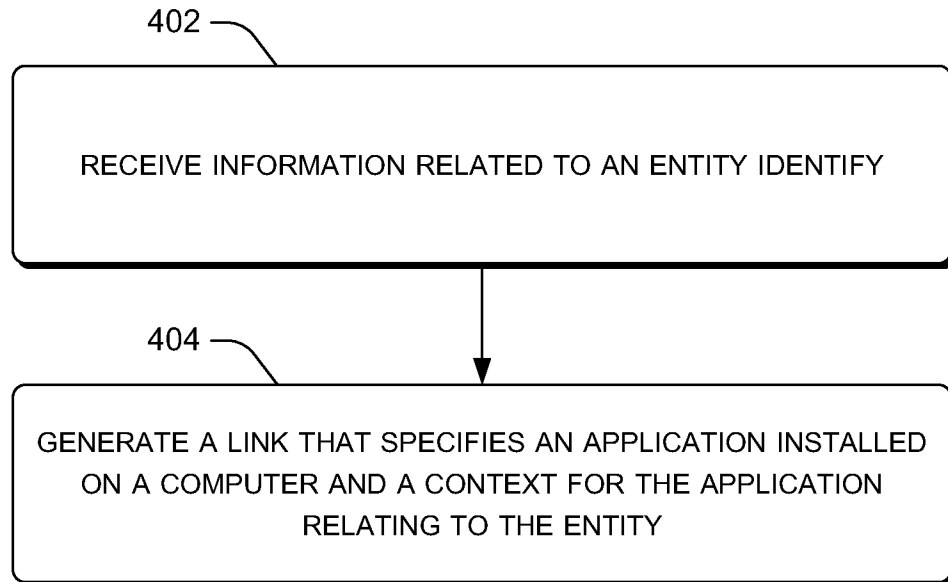 402
RECEIVE INFORMATION RELATED TO AN ENTITY IDENTIFY
404
GENERATE A LINK THAT SPECIFIES AN APPLICATION INSTALLED
ON A COMPUTER AND A CONTEXT FOR THE APPLICATION
RELATING TO THE ENTITY